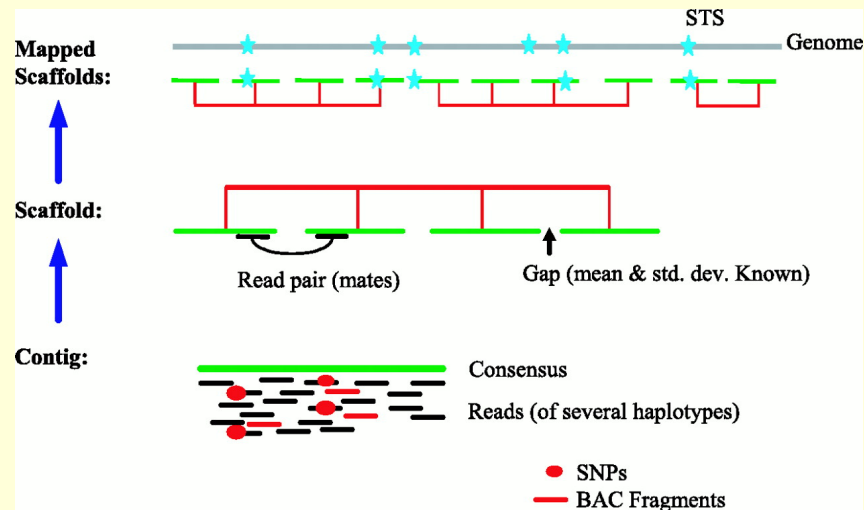 STS
Genome
Mapped
Scaffolds:
Scaffold:
Read pair (mates)
Gap (mean & std. dev. Known)
Contig:
Consensus
Reads (of several haplotypes)
SNPs
BAC Fragments